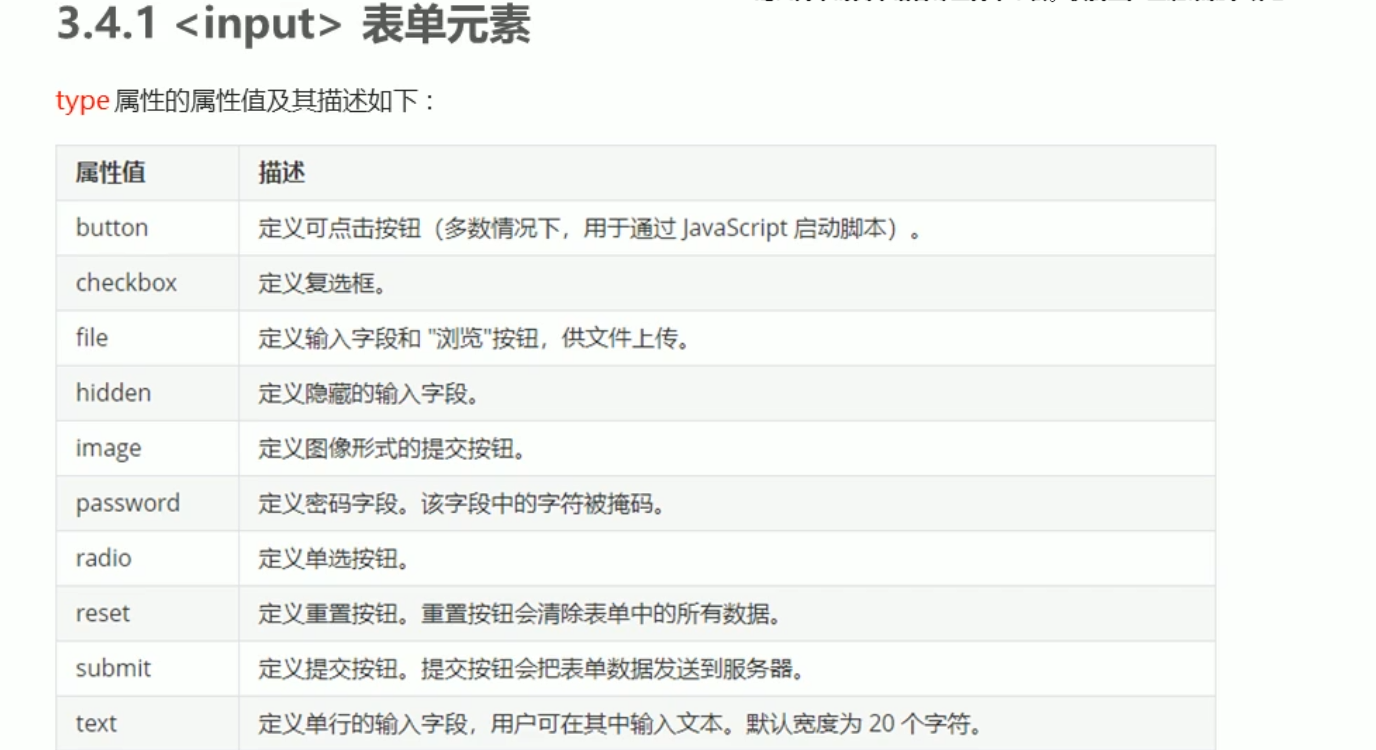 3.4.1 <input> 表单元素
type 属性的属性值及其描述如下：
属性值 描述
button 定义可点击按钮（多数情况下，用于通过 JavaScript 启动脚本）。
checkbox 定义复选框。
file 定义输入字段和 "浏览"按钮，供文件上传。
hidden 定义隐藏的输入字段。
image 定义图像形式的提交按钮。
password 定义密码字段。该字段中的字符被掩码。
radio 定义单选按钮。
reset 定义重置按钮。重置按钮会清除表单中的所有数据。
submit 定义提交按钮。提交按钮会把表单数据发送到服务器。
text 定义单行的输入字段，用户可在其中输入文本。默认宽度为 20 个字符。